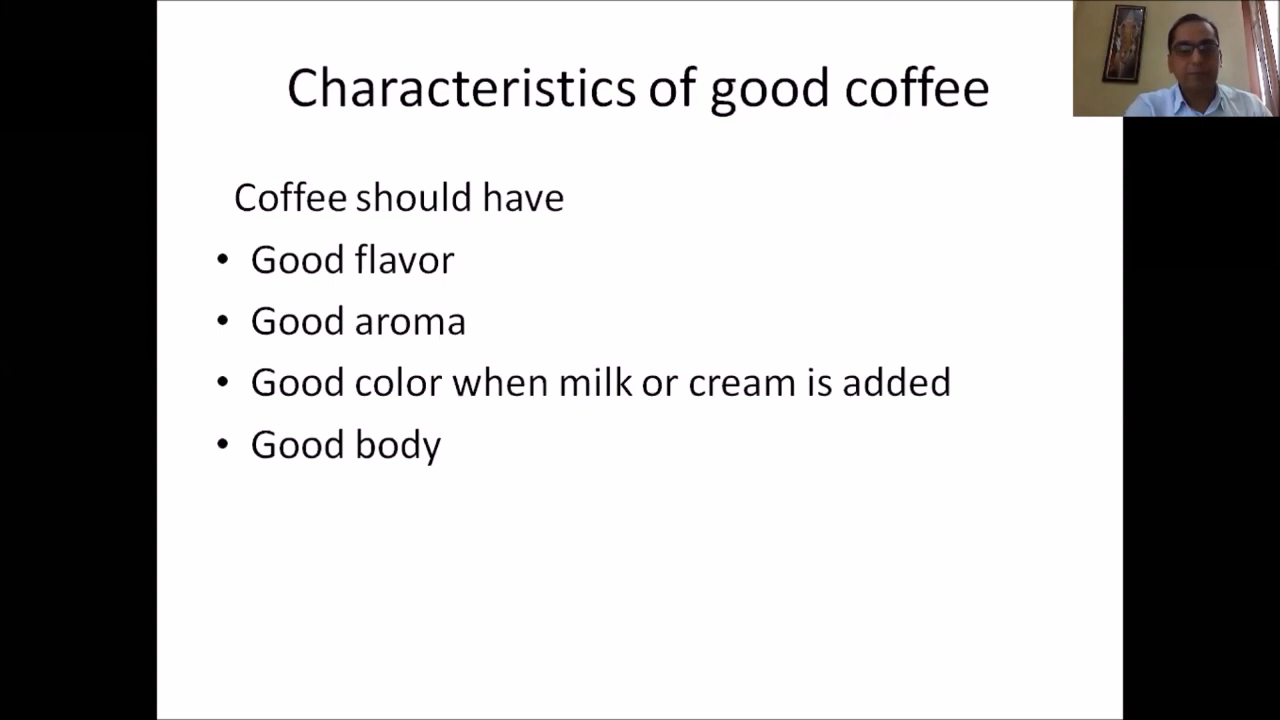 Characteristics of good coffee
Coffee should have
• Good flavor
• Good aroma
• Good color when milk or cream is added
• Good body